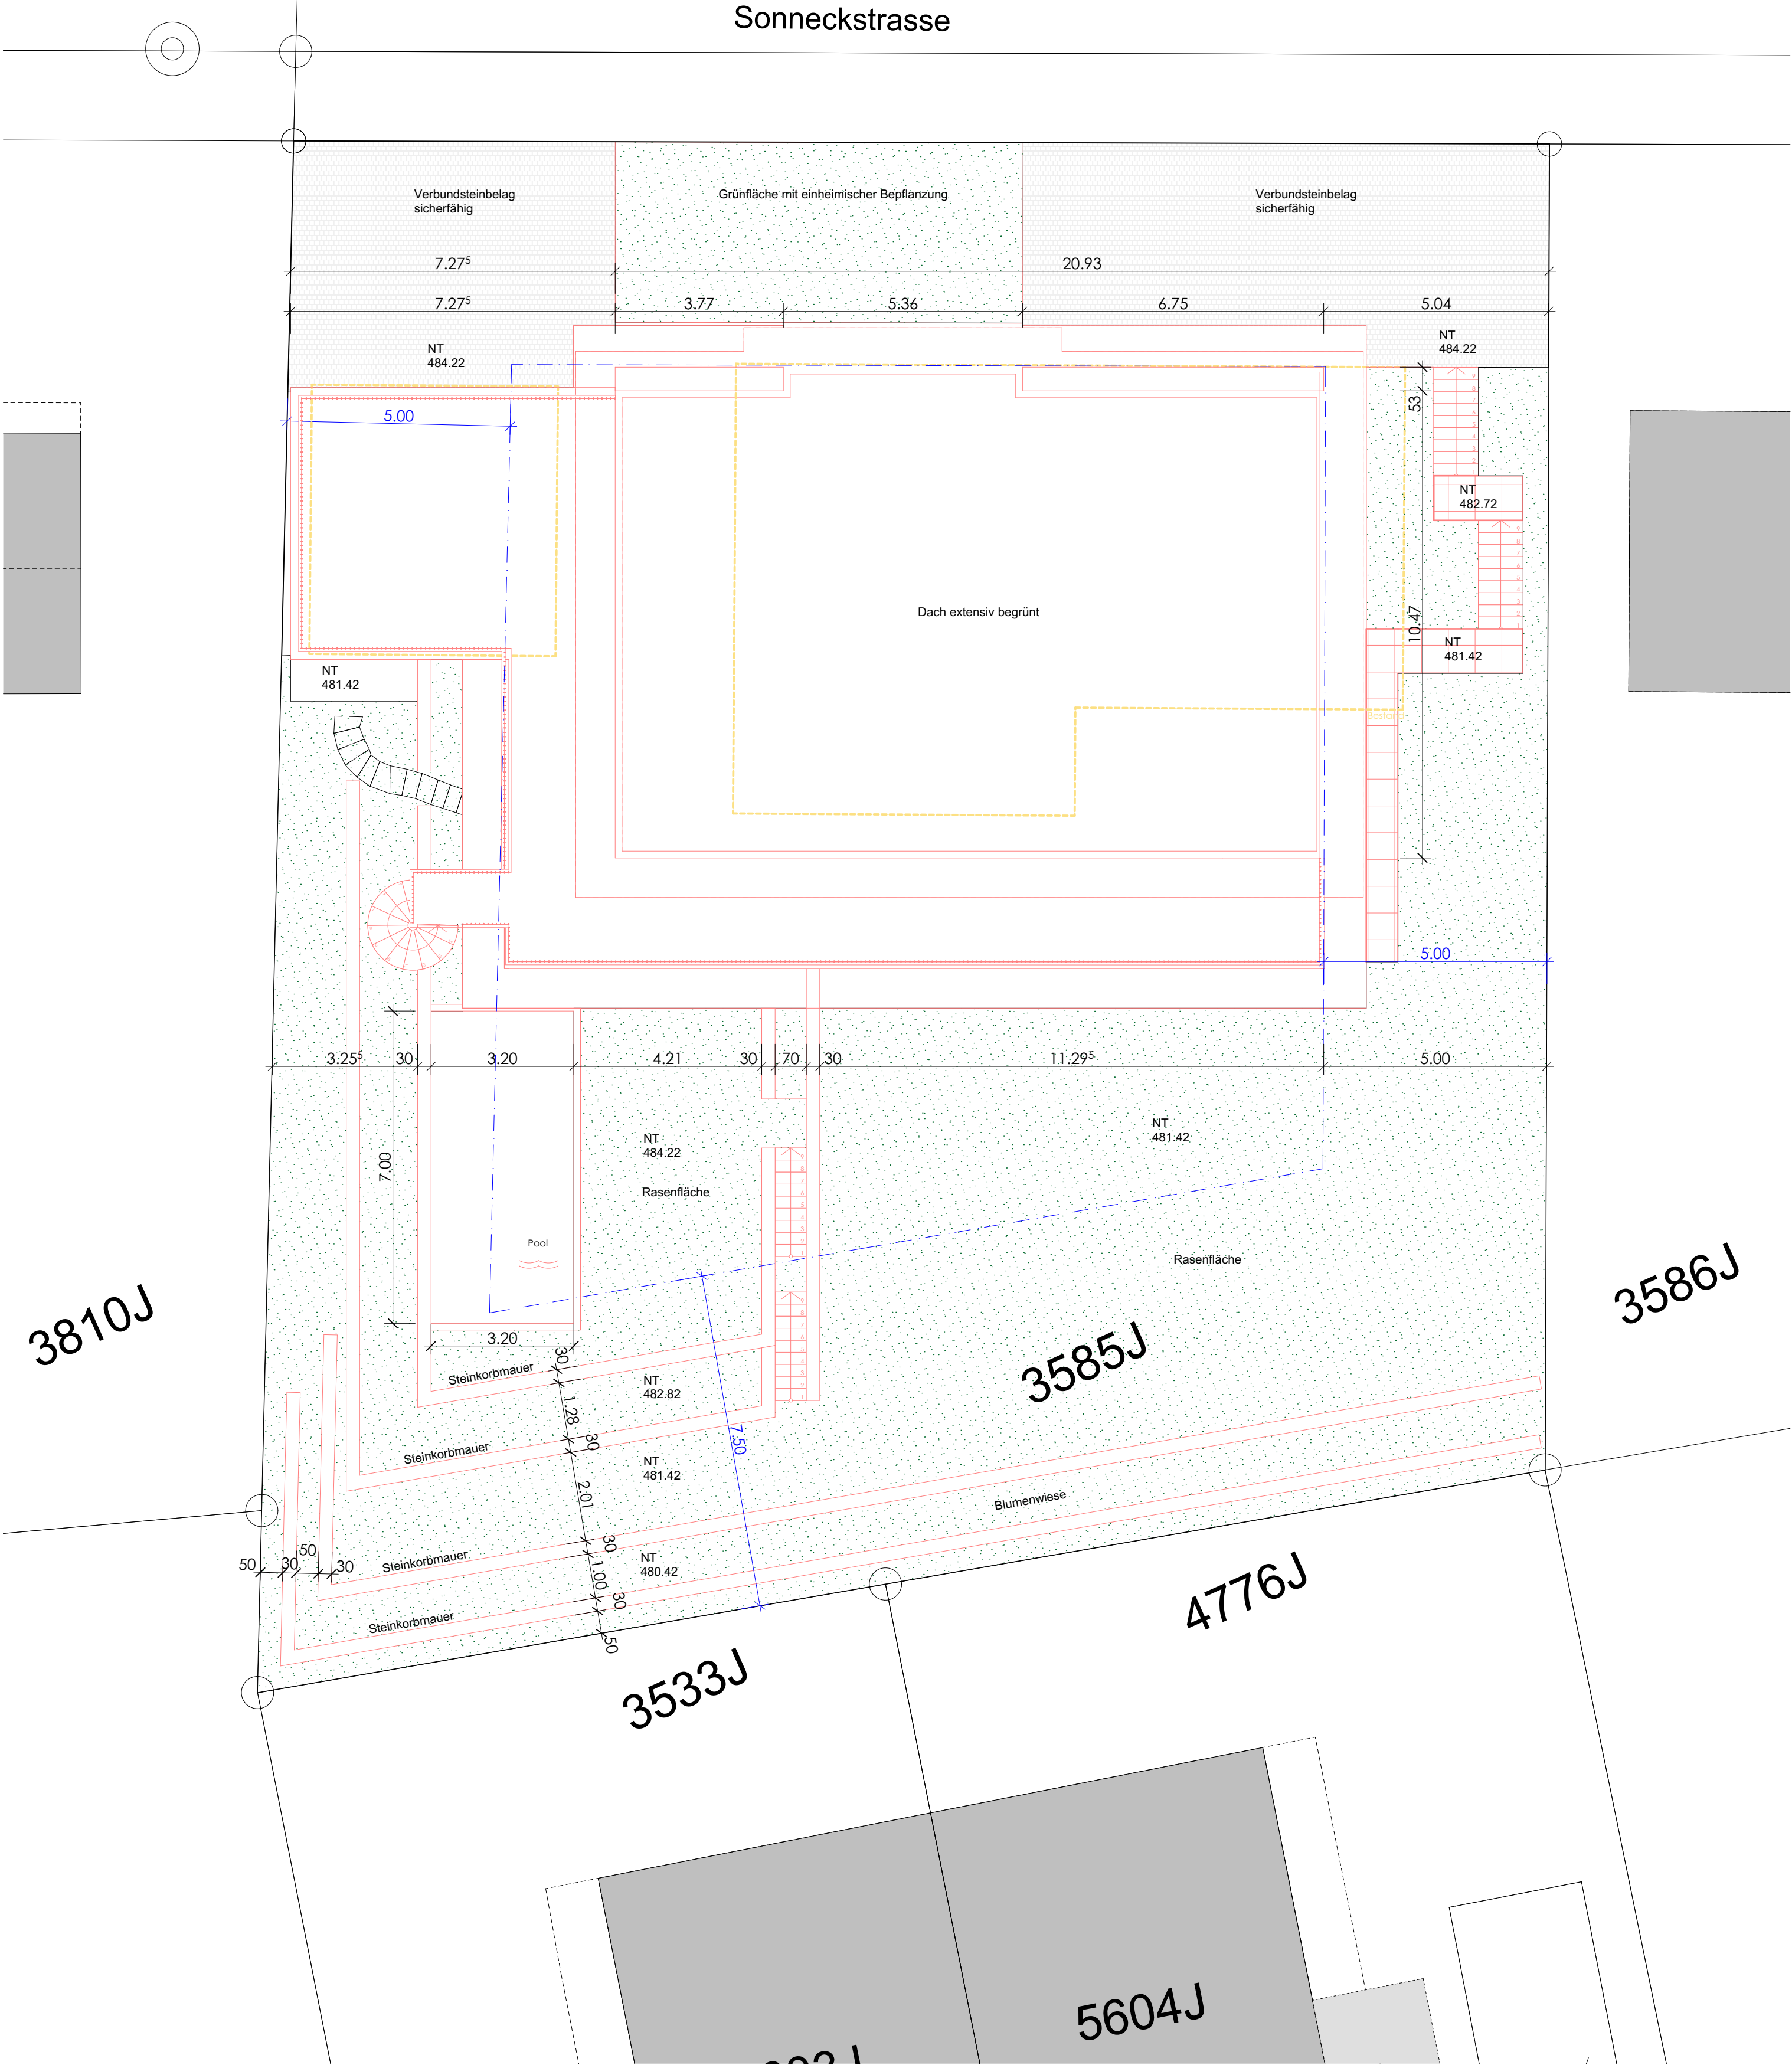 Sonneckstrasse
Verbundsteinbelag
sicherfähig
Grünfläche mit einheimischer Bepflanzung
Verbundsteinbelag
sicherfähig
7.27⁵
20.93
7.27⁵
3.77
5.36
6.75
5.04
NT
484.22
NT
484.22
5.00
53
NT
482.72
Dach extensiv begrünt
10.47
NT
481.42
NT
481.42
5.00
3.25⁵
30
3.20
4.21
30
70
30
11.29⁵
5.00
7.00
NT
484.22
Rasenfläche
NT
481.42
Pool
Rasenfläche
3810J
3585J
3586J
3.20
30
Steinkorbmauer
NT
482.82
1.28
30
7.50
Steinkorbmauer
NT
481.42
2.01
Blumenwiese
30
50
30
50
30
Steinkorbmauer
NT
480.42
1.00
30
Steinkorbmauer
50
4776J
3533J
5604J